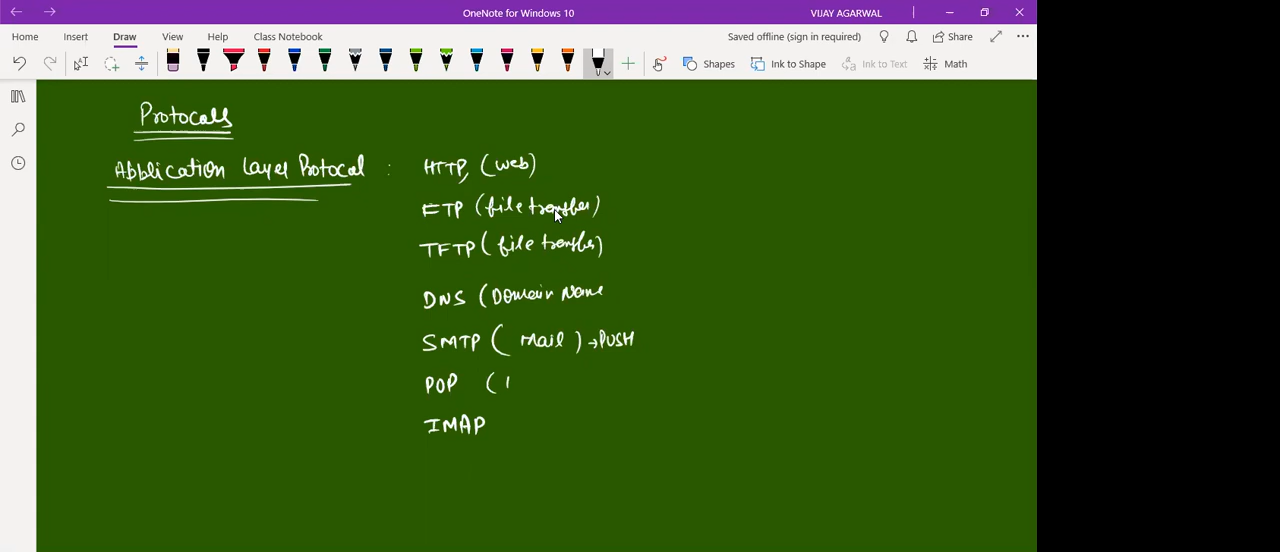 OneNote for Windows 10
VIJAY AGARWAL
Home Insert Draw View Help Class Notebook
Saved offline (sign in required) Share
Shapes Ink to Shape Ink to Text Math
Protocals
Application Layer Protocal : HTTP, (web)
FTP (file transfer)
TFTP (file transfer)
DNS (Domain Name
SMTP ( Mail ) → PUSH
POP (
IMAP